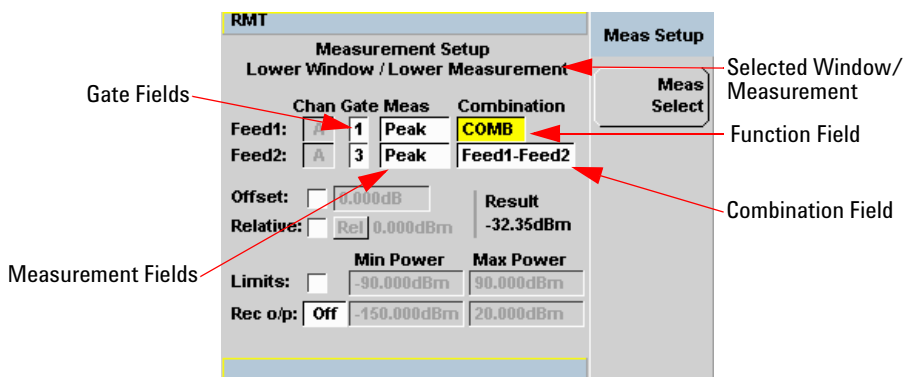 RMT
Meas Setup
Measurement Setup
Lower Window / Lower Measurement
Selected Window/
Measurement
Meas
Select
Gate Fields
Chan Gate Meas Combination
Feed1: A 1 Peak COMB
Function Field
Feed2: A 3 Peak Feed1-Feed2
Offset: 0.000dB
Result
Combination Field
Relative: Rel 0.000dBm -32.35dBm
Measurement Fields
Min Power Max Power
Limits: -90.000dBm 90.000dBm
Rec o/p: Off -150.000dBm 20.000dBm